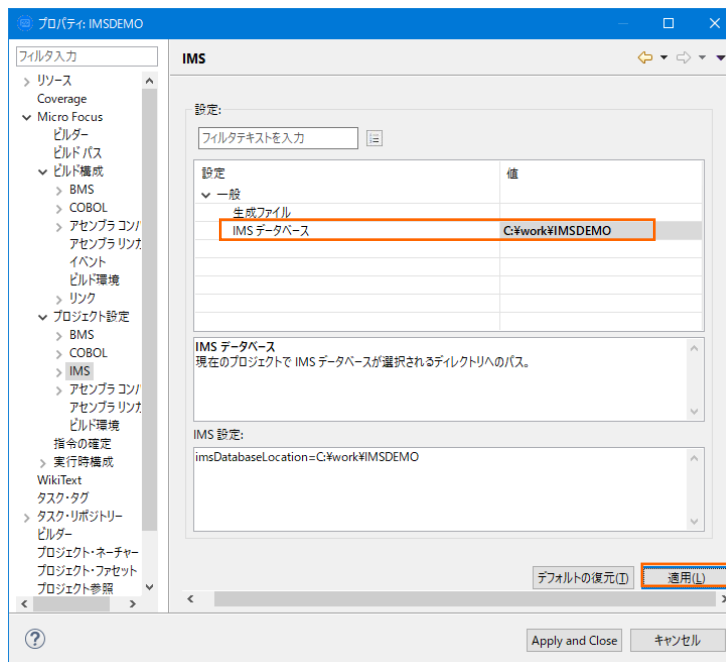 プロパティ: IMSDEMO
フィルタ入力
リソース
Coverage
Micro Focus
ビルダー
ビルド パス
ビルド構成
BMS
COBOL
アセンブラ コンパ
アセンブラ リンカ
イベント
ビルド環境
リンク
プロジェクト設定
BMS
COBOL
IMS
アセンブラ コンパ
アセンブラ リンカ
ビルド環境
指令の確定
実行時構成
WikiText
タスク・タグ
タスク・リポジトリー
ビルダー
プロジェクト・ネーチャー
プロジェクト・ファセット
プロジェクト参照
IMS
設定:
フィルタテキストを入力
設定 値
一般
生成ファイル
IMS データベース C:¥work¥IMSDEMO
IMS データベース
現在のプロジェクトで IMS データベースが選択されるディレクトリへのパス。
IMS 設定:
imsDatabaseLocation=C:¥work¥IMSDEMO
デフォルトの復元(T) 適用(L)
? Apply and Close キャンセル